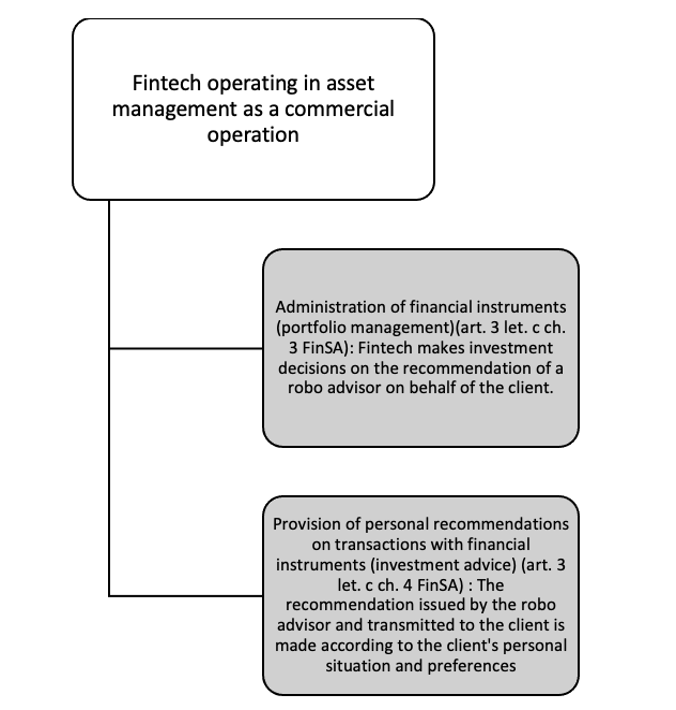 Fintech operating in asset
management as a commercial
operation
Administration of financial instruments
(portfolio management)(art. 3 let. c ch.
3 FinSA): Fintech makes investment
decisions on the recommendation of a
robo advisor on behalf of the client.
Provision of personal recommendations
on transactions with financial
instruments (investment advice) (art. 3
let. c ch. 4 FinSA) : The
recommendation issued by the robo
advisor and transmitted to the client is
made according to the client's personal
situation and preferences